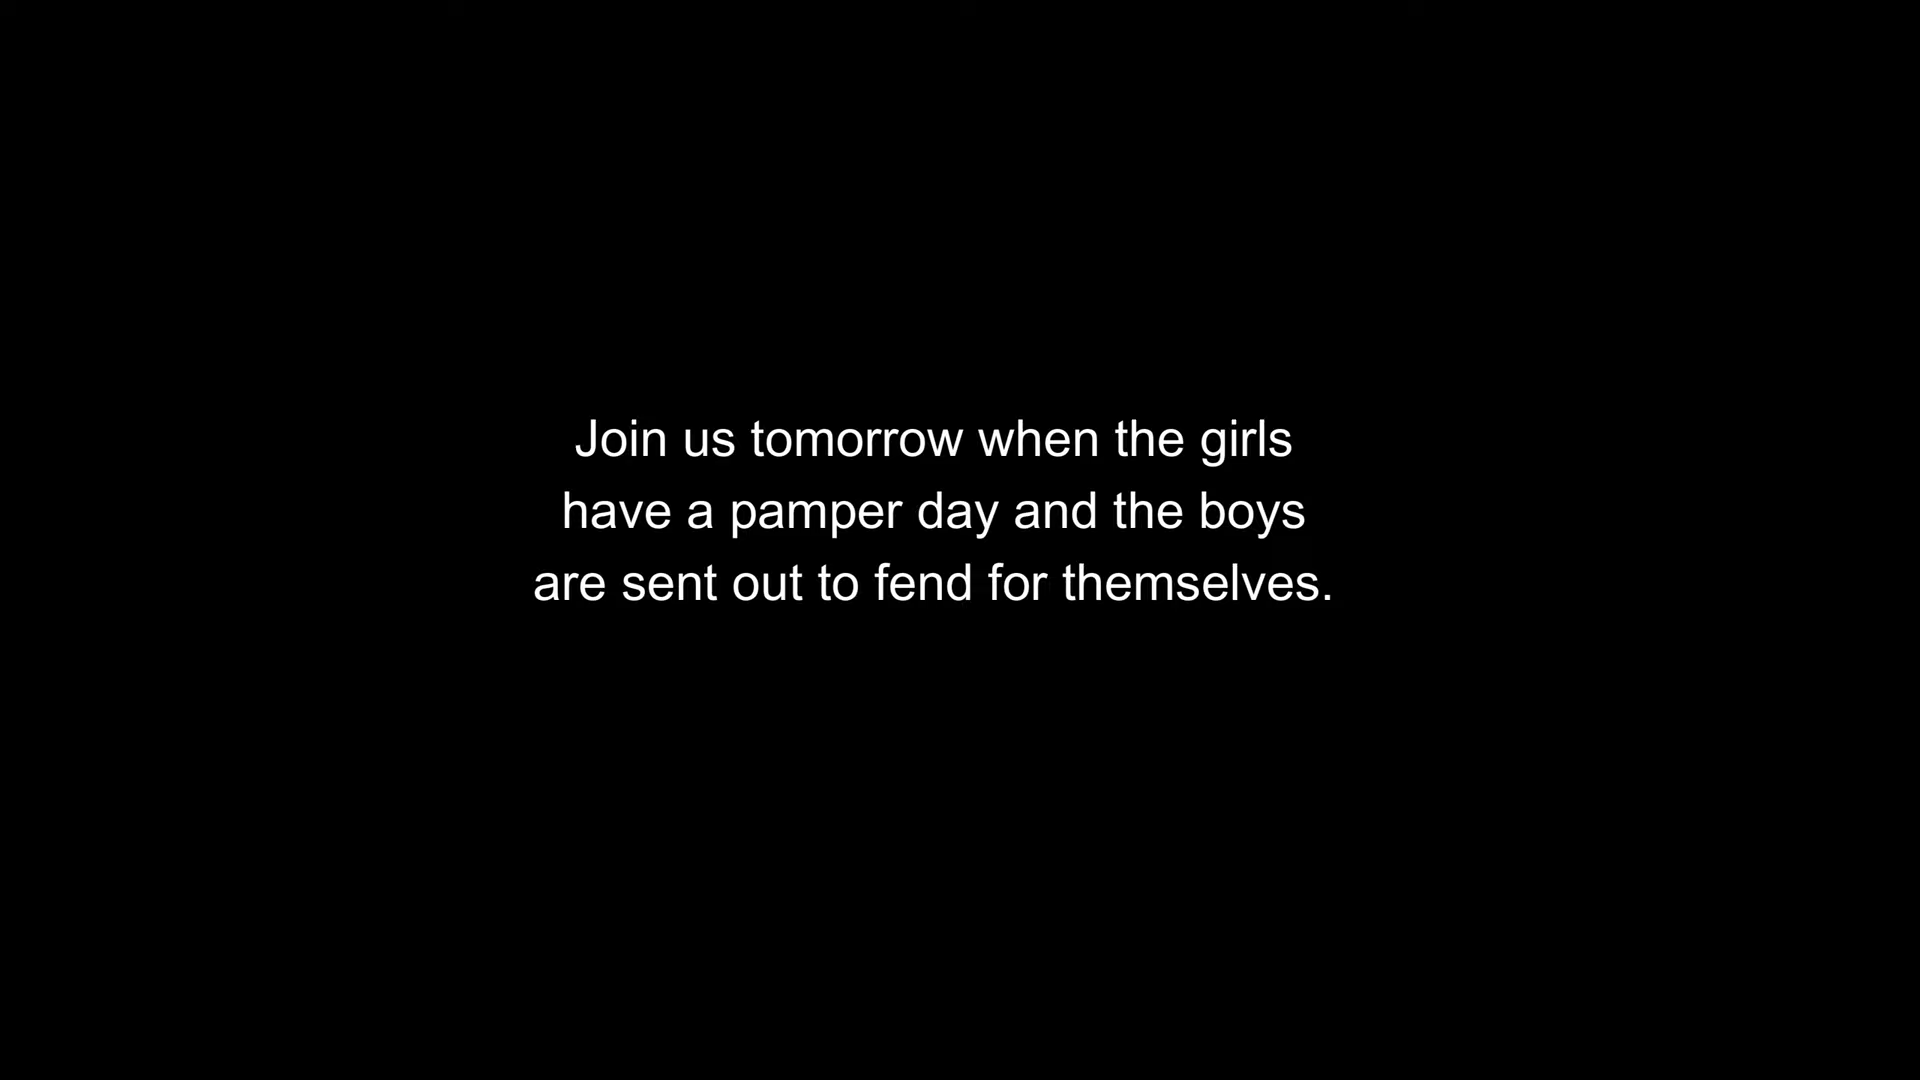 Join us tomorrow when the girls
have a pamper day and the boys
are sent out to fend for themselves.